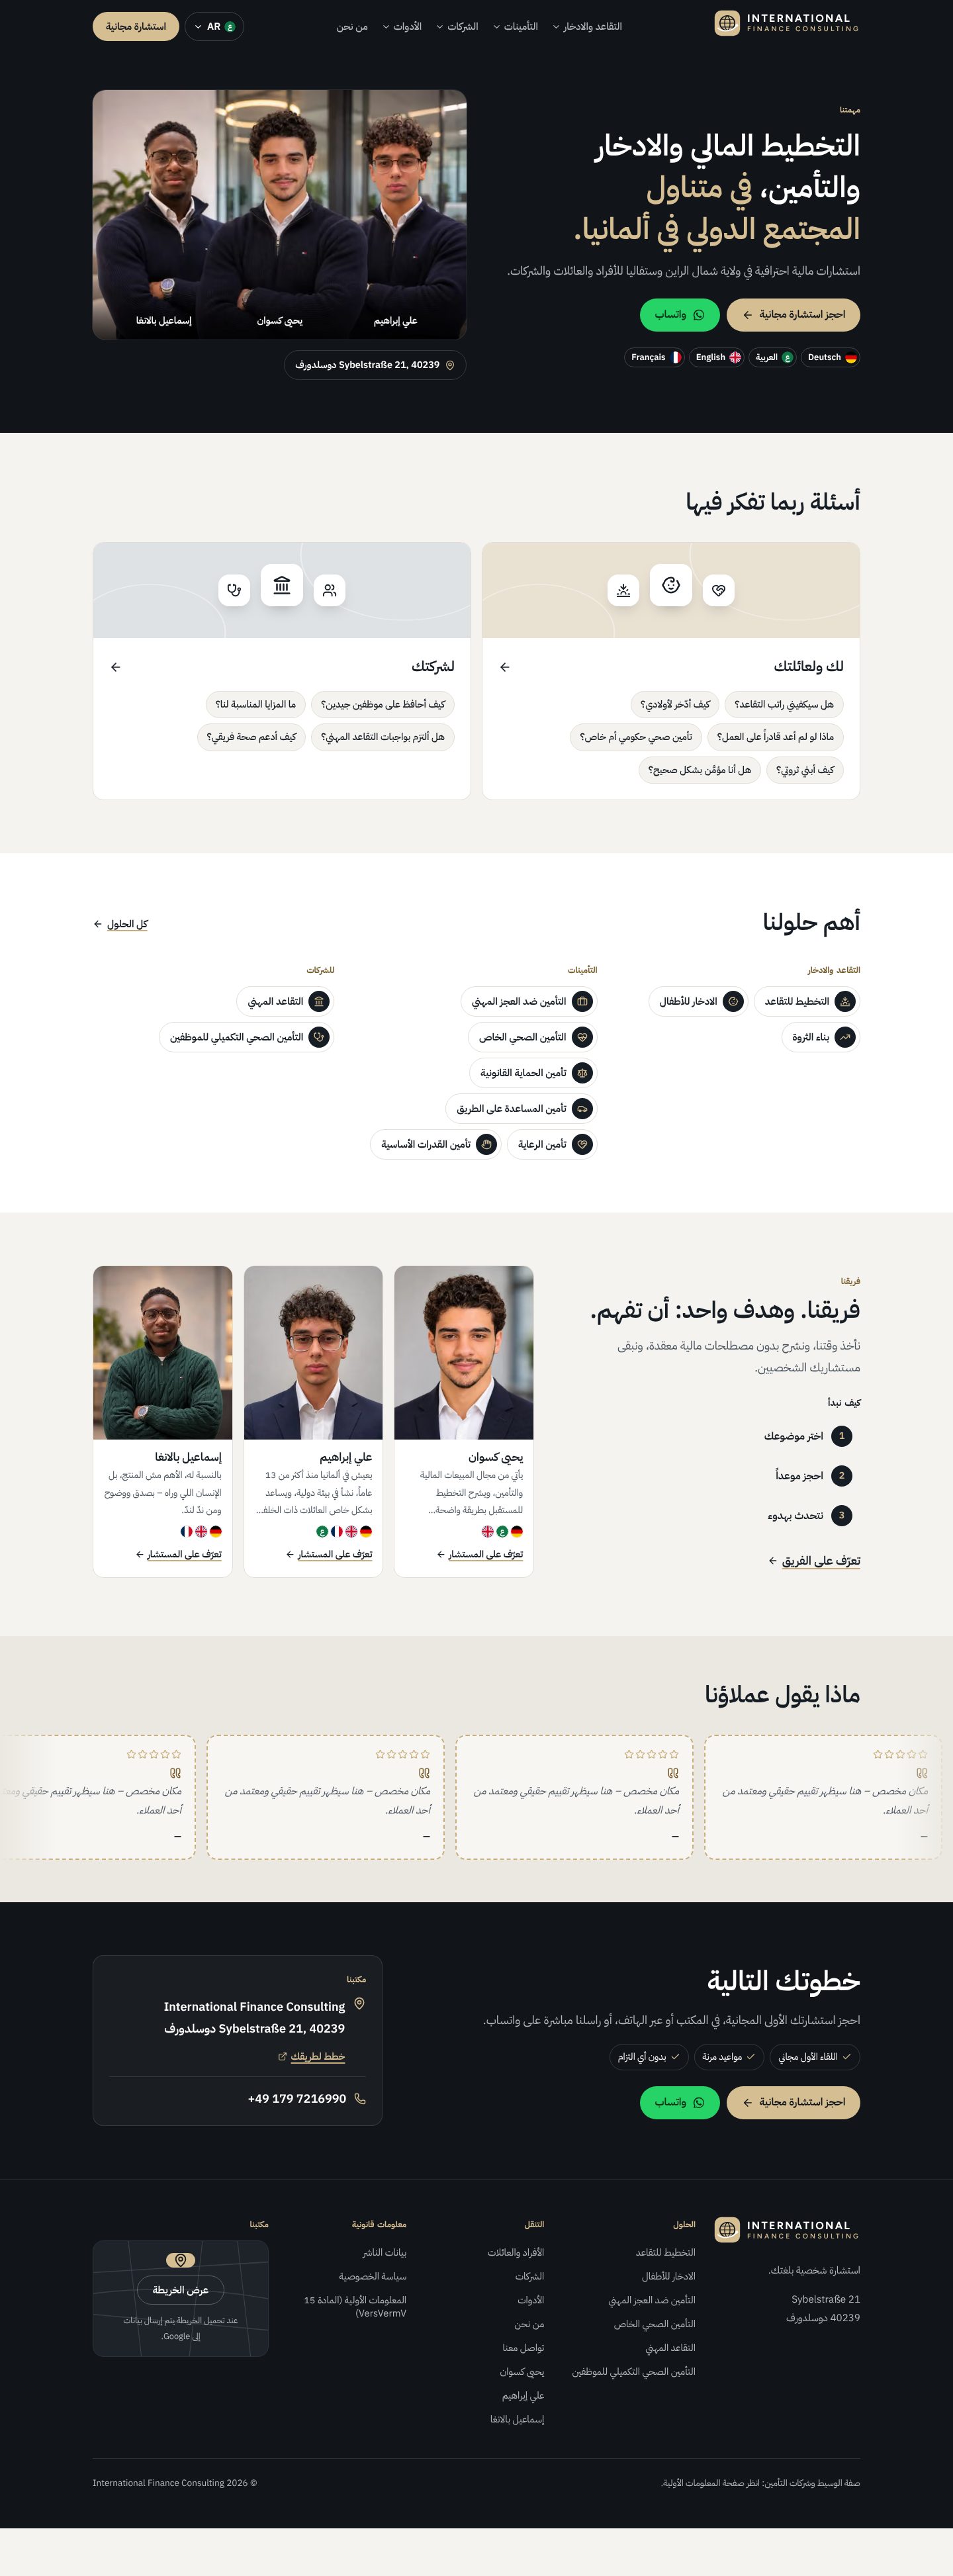 INTERNATIONAL
FINANCE CONSULTING
التقاعد والادخار
التأمينات
الشركات
الأدوات
من نحن
ع AR
استشارة مجانية
مهمتنا
التخطيط المالي والادخار
والتأمين، في متناول
المجتمع الدولي في ألمانيا.
استشارات مالية احترافية في ولاية شمال الراين وستفاليا للأفراد والعائلات والشركات.
احجز استشارة مجانية
واتساب
Deutsch
ع العربية
English
Français
علي إبراهيم
يحيى كسوان
إسماعيل بالانغا
Sybelstraße 21, 40239 دوسلدورف
أسئلة ربما تفكر فيها
لك ولعائلتك
هل سيكفيني راتب التقاعد؟
كيف أدّخر لأولادي؟
ماذا لو لم أعد قادراً على العمل؟
تأمين صحي حكومي أم خاص؟
كيف أبني ثروتي؟
هل أنا مؤمَّن بشكل صحيح؟
لشركتك
كيف أحافظ على موظفين جيدين؟
ما المزايا المناسبة لنا؟
هل ألتزم بواجبات التقاعد المهني؟
كيف أدعم صحة فريقي؟
أهم حلولنا
كل الحلول
التقاعد والادخار
التخطيط للتقاعد
الادخار للأطفال
بناء الثروة
التأمينات
التأمين ضد العجز المهني
التأمين الصحي الخاص
تأمين الحماية القانونية
تأمين المساعدة على الطريق
تأمين الرعاية
تأمين القدرات الأساسية
للشركات
التقاعد المهني
التأمين الصحي التكميلي للموظفين
فريقنا
فريقنا. وهدف واحد: أن تفهم.
نأخذ وقتنا، ونشرح بدون مصطلحات مالية معقدة، ونبقى
مستشاريك الشخصيين.
كيف نبدأ
1 اختر موضوعك
2 احجز موعداً
3 نتحدث بهدوء
تعرّف على الفريق
يحيى كسوان
يأتي من مجال المبيعات المالية
والتأمين، ويشرح التخطيط
للمستقبل بطريقة واضحة...
ع
تعرّف على المستشار
علي إبراهيم
يعيش في ألمانيا منذ أكثر من 13
عاماً، نشأ في بيئة دولية، ويساعد
بشكل خاص العائلات ذات الخلف...
ع
تعرّف على المستشار
إسماعيل بالانغا
بالنسبة له، الأهم مش المنتج، بل
الإنسان اللي وراه – بصدق ووضوح
ومن ندّ لندّ.
تعرّف على المستشار
ماذا يقول عملاؤنا
مكان مخصص – هنا سيظهر تقييم حقيقي ومعتمد من
أحد العملاء.
—
مكان مخصص – هنا سيظهر تقييم حقيقي ومعتمد من
أحد العملاء.
—
مكان مخصص – هنا سيظهر تقييم حقيقي ومعتمد من
أحد العملاء.
—
مكان مخصص – هنا سيظهر تقييم حقيقي
أحد العملاء.
—
خطوتك التالية
احجز استشارتك الأولى المجانية، في المكتب أو عبر الهاتف، أو راسلنا مباشرة على واتساب.
اللقاء الأول مجاني
مواعيد مرنة
بدون أي التزام
احجز استشارة مجانية
واتساب
مكتبنا
International Finance Consulting
Sybelstraße 21, 40239 دوسلدورف
خطط لطريقك
+49 179 7216990
INTERNATIONAL
FINANCE CONSULTING
استشارة شخصية بلغتك.
Sybelstraße 21
40239 دوسلدورف
الحلول
التخطيط للتقاعد
الادخار للأطفال
التأمين ضد العجز المهني
التأمين الصحي الخاص
التقاعد المهني
التأمين الصحي التكميلي للموظفين
التنقل
الأفراد والعائلات
الشركات
الأدوات
من نحن
تواصل معنا
يحيى كسوان
علي إبراهيم
إسماعيل بالانغا
معلومات قانونية
بيانات الناشر
سياسة الخصوصية
المعلومات الأولية (المادة 15
VersVermV)
مكتبنا
عرض الخريطة
عند تحميل الخريطة يتم إرسال بيانات
إلى Google.
صفة الوسيط وشركات التأمين: انظر صفحة المعلومات الأولية.
© 2026 International Finance Consulting